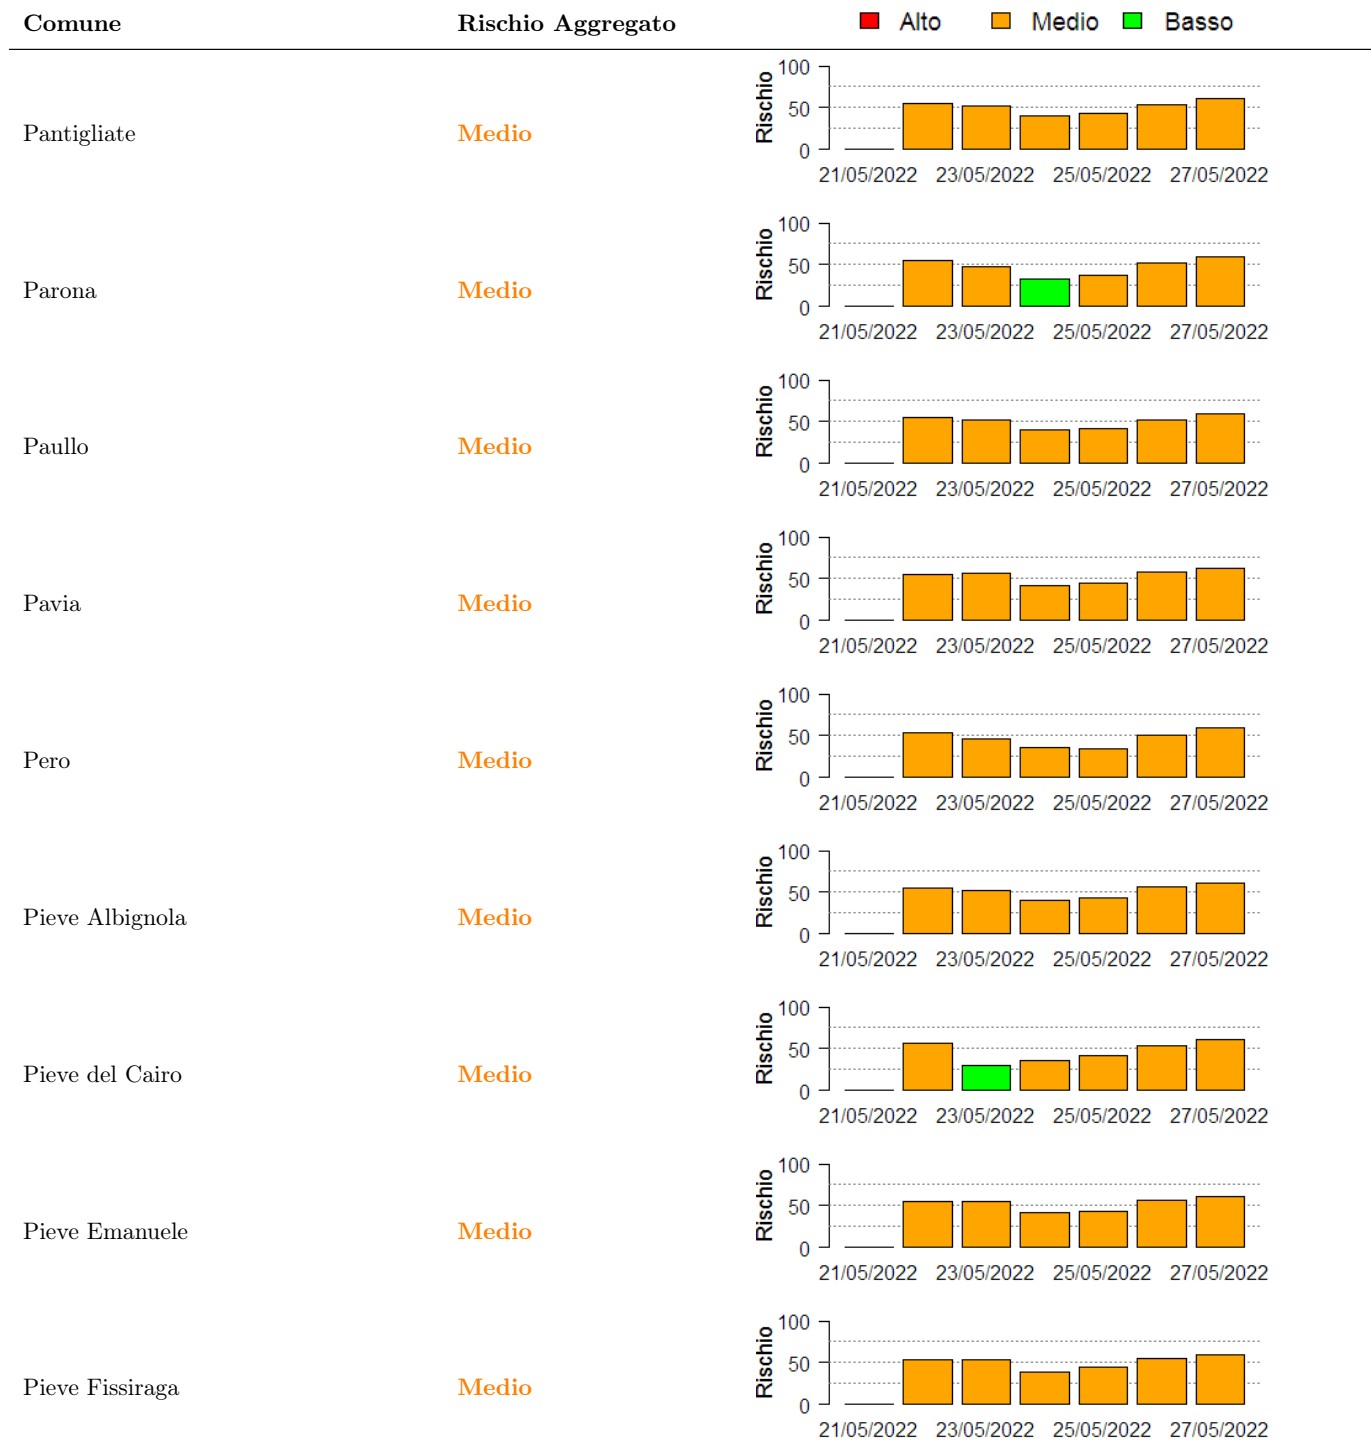 Comune Rischio Aggregato Alto Medio Basso
Pantigliate Medio Rischio 100 50 0
21/05/2022 23/05/2022 25/05/2022 27/05/2022
Parona Medio Rischio 100 50 0
21/05/2022 23/05/2022 25/05/2022 27/05/2022
Paullo Medio Rischio 100 50 0
21/05/2022 23/05/2022 25/05/2022 27/05/2022
Pavia Medio Rischio 100 50 0
21/05/2022 23/05/2022 25/05/2022 27/05/2022
Pero Medio Rischio 100 50 0
21/05/2022 23/05/2022 25/05/2022 27/05/2022
Pieve Albignola Medio Rischio 100 50 0
21/05/2022 23/05/2022 25/05/2022 27/05/2022
Pieve del Cairo Medio Rischio 100 50 0
21/05/2022 23/05/2022 25/05/2022 27/05/2022
Pieve Emanuele Medio Rischio 100 50 0
21/05/2022 23/05/2022 25/05/2022 27/05/2022
Pieve Fissiraga Medio Rischio 100 50 0
21/05/2022 23/05/2022 25/05/2022 27/05/2022